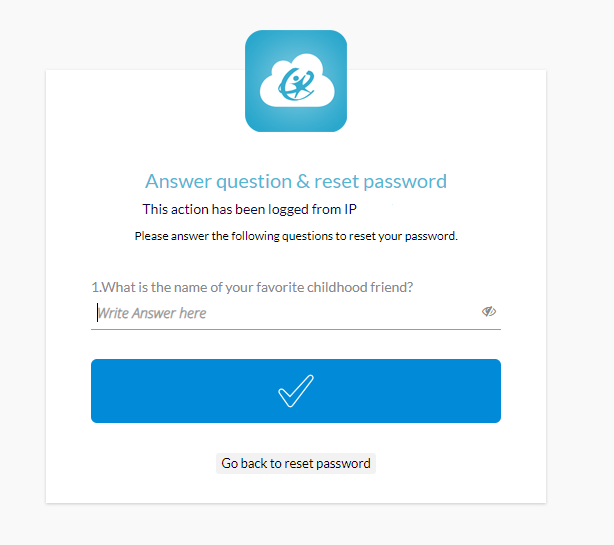 Answer question & reset password
This action has been logged from IP
Please answer the following questions to reset your password.
1.What is the name of your favorite childhood friend?
Write Answer here
Go back to reset password